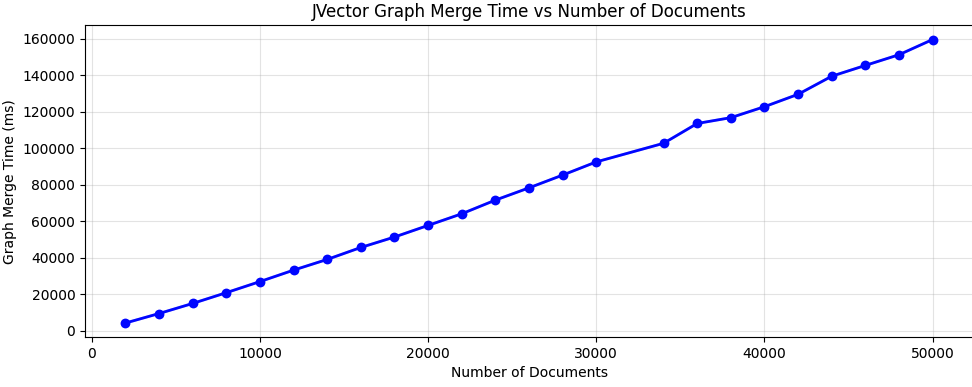 JVector Graph Merge Time vs Number of Documents
Graph Merge Time (ms)
160000
140000
120000
100000
80000
60000
40000
20000
0
0 10000 20000 30000 40000 50000
Number of Documents